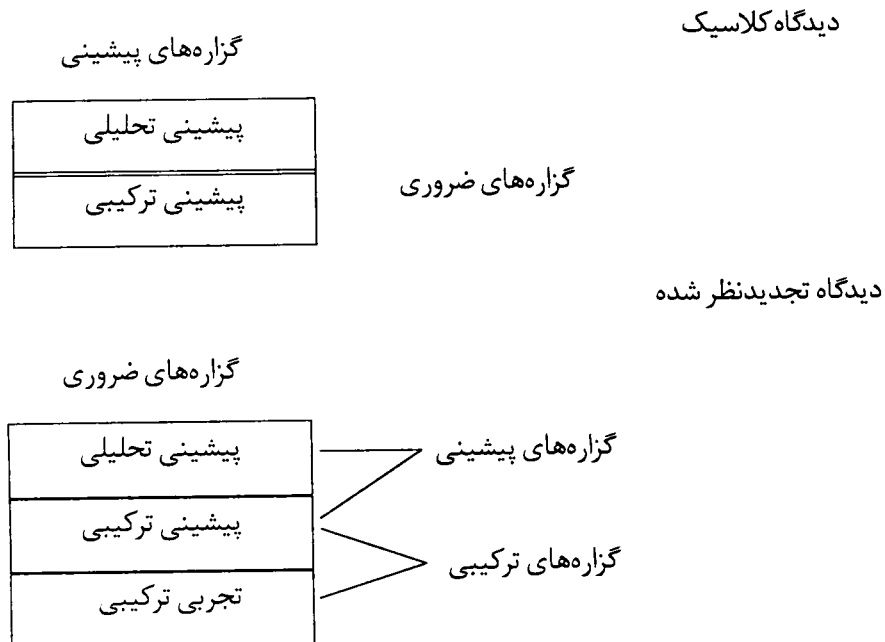 دیدگاه کلاسیک
گزاره‌های پیشینی
پیشینی تحلیلی
گزاره‌های ضروری
پیشینی ترکیبی
دیدگاه تجدیدنظر شده
گزاره‌های ضروری
گزاره‌های پیشینی
پیشینی تحلیلی
پیشینی ترکیبی
گزاره‌های ترکیبی
تجربی ترکیبی